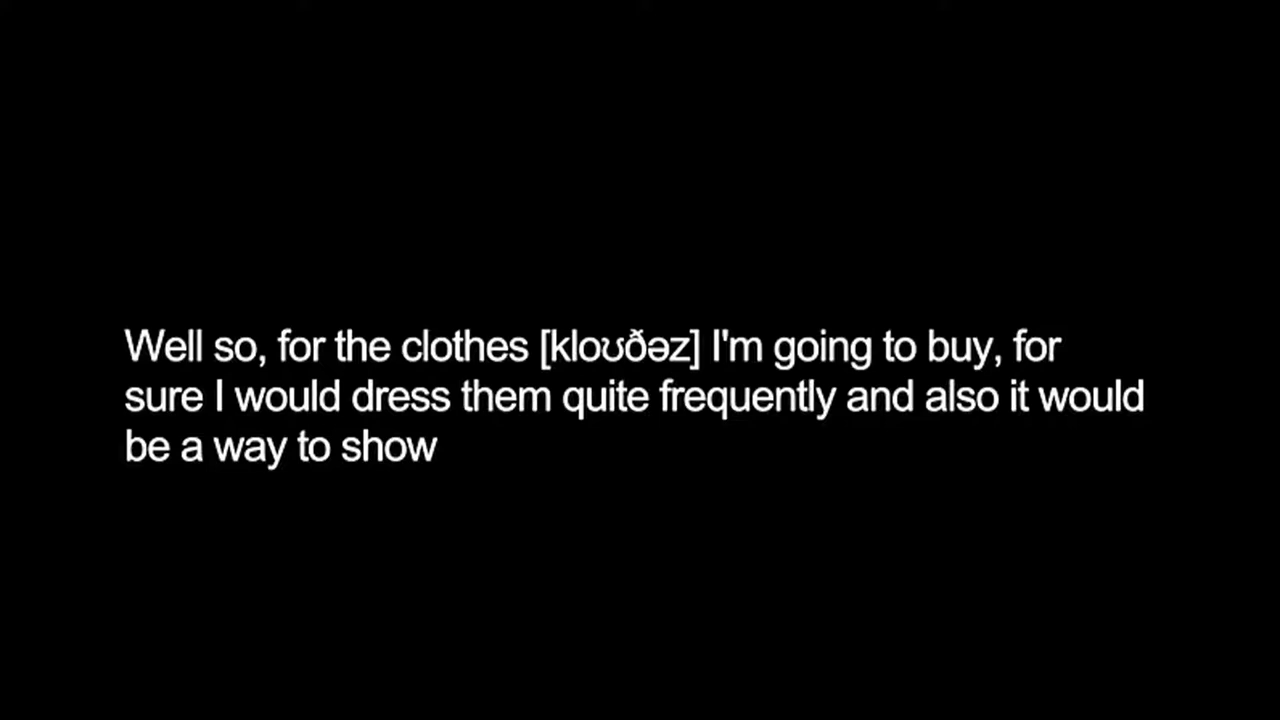 Well so, for the clothes [kloʊðəz] I'm going to buy, for
sure I would dress them quite frequently and also it would
be a way to show